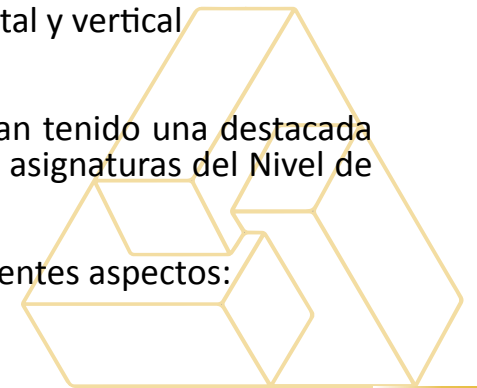 tal y vertical
an tenido una destacada
asignaturas del Nivel de
entes aspectos: